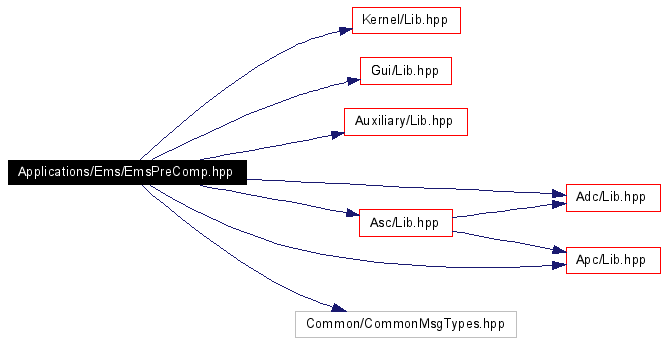 Kernel/Lib.hpp
Gui/Lib.hpp
Auxiliary/Lib.hpp
Applications/Ems/EmsPreComp.hpp
Adc/Lib.hpp
Asc/Lib.hpp
Apc/Lib.hpp
Common/CommonMsgTypes.hpp